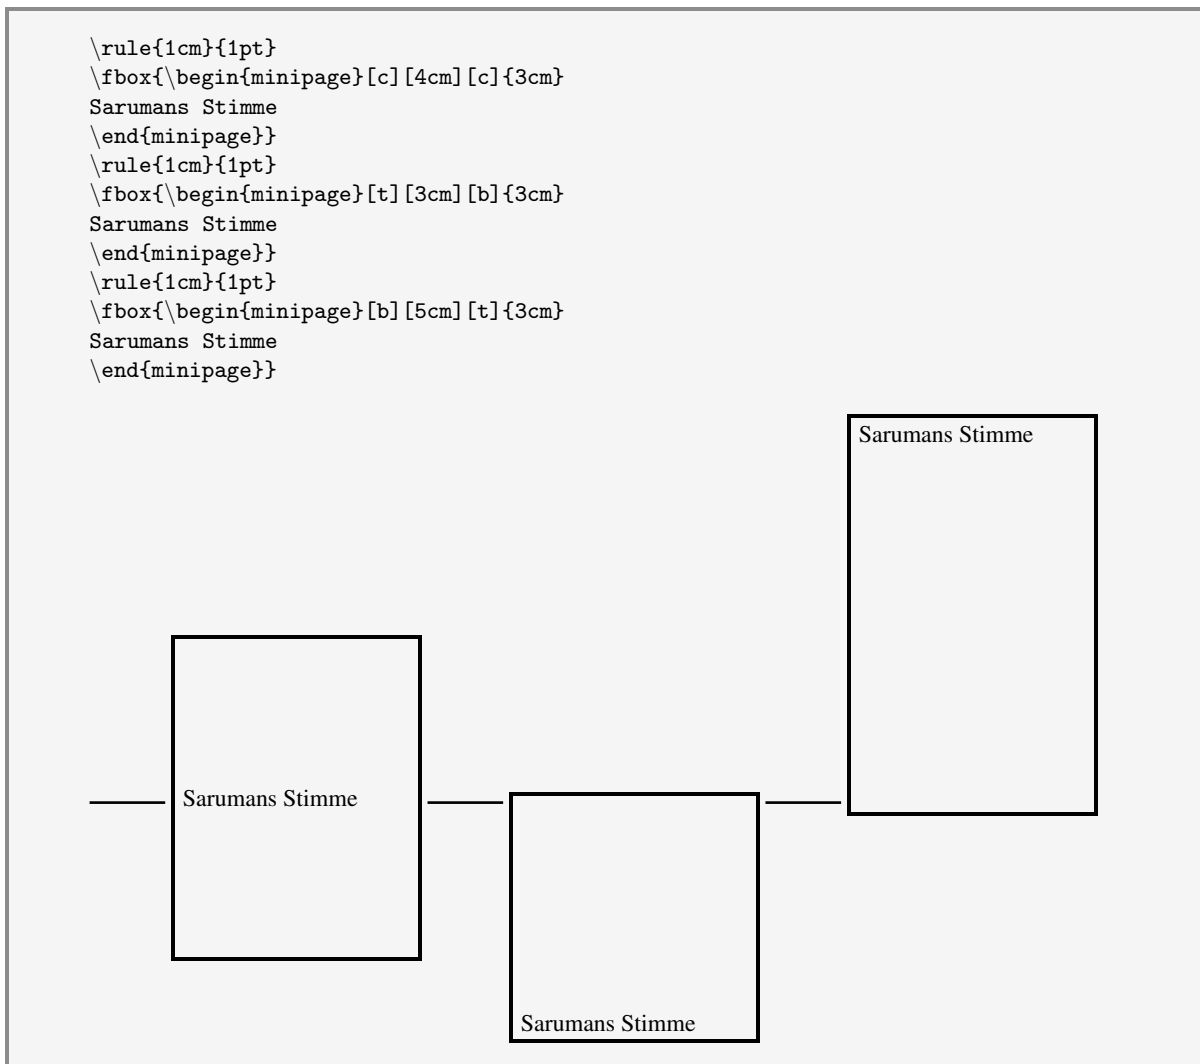 \rule{1cm}{1pt}
\fbox{\begin{minipage}[c][4cm][c]{3cm}
Sarumans Stimme
\end{minipage}}
\rule{1cm}{1pt}
\fbox{\begin{minipage}[t][3cm][b]{3cm}
Sarumans Stimme
\end{minipage}}
\rule{1cm}{1pt}
\fbox{\begin{minipage}[b][5cm][t]{3cm}
Sarumans Stimme
\end{minipage}}
Sarumans Stimme
Sarumans Stimme
Sarumans Stimme